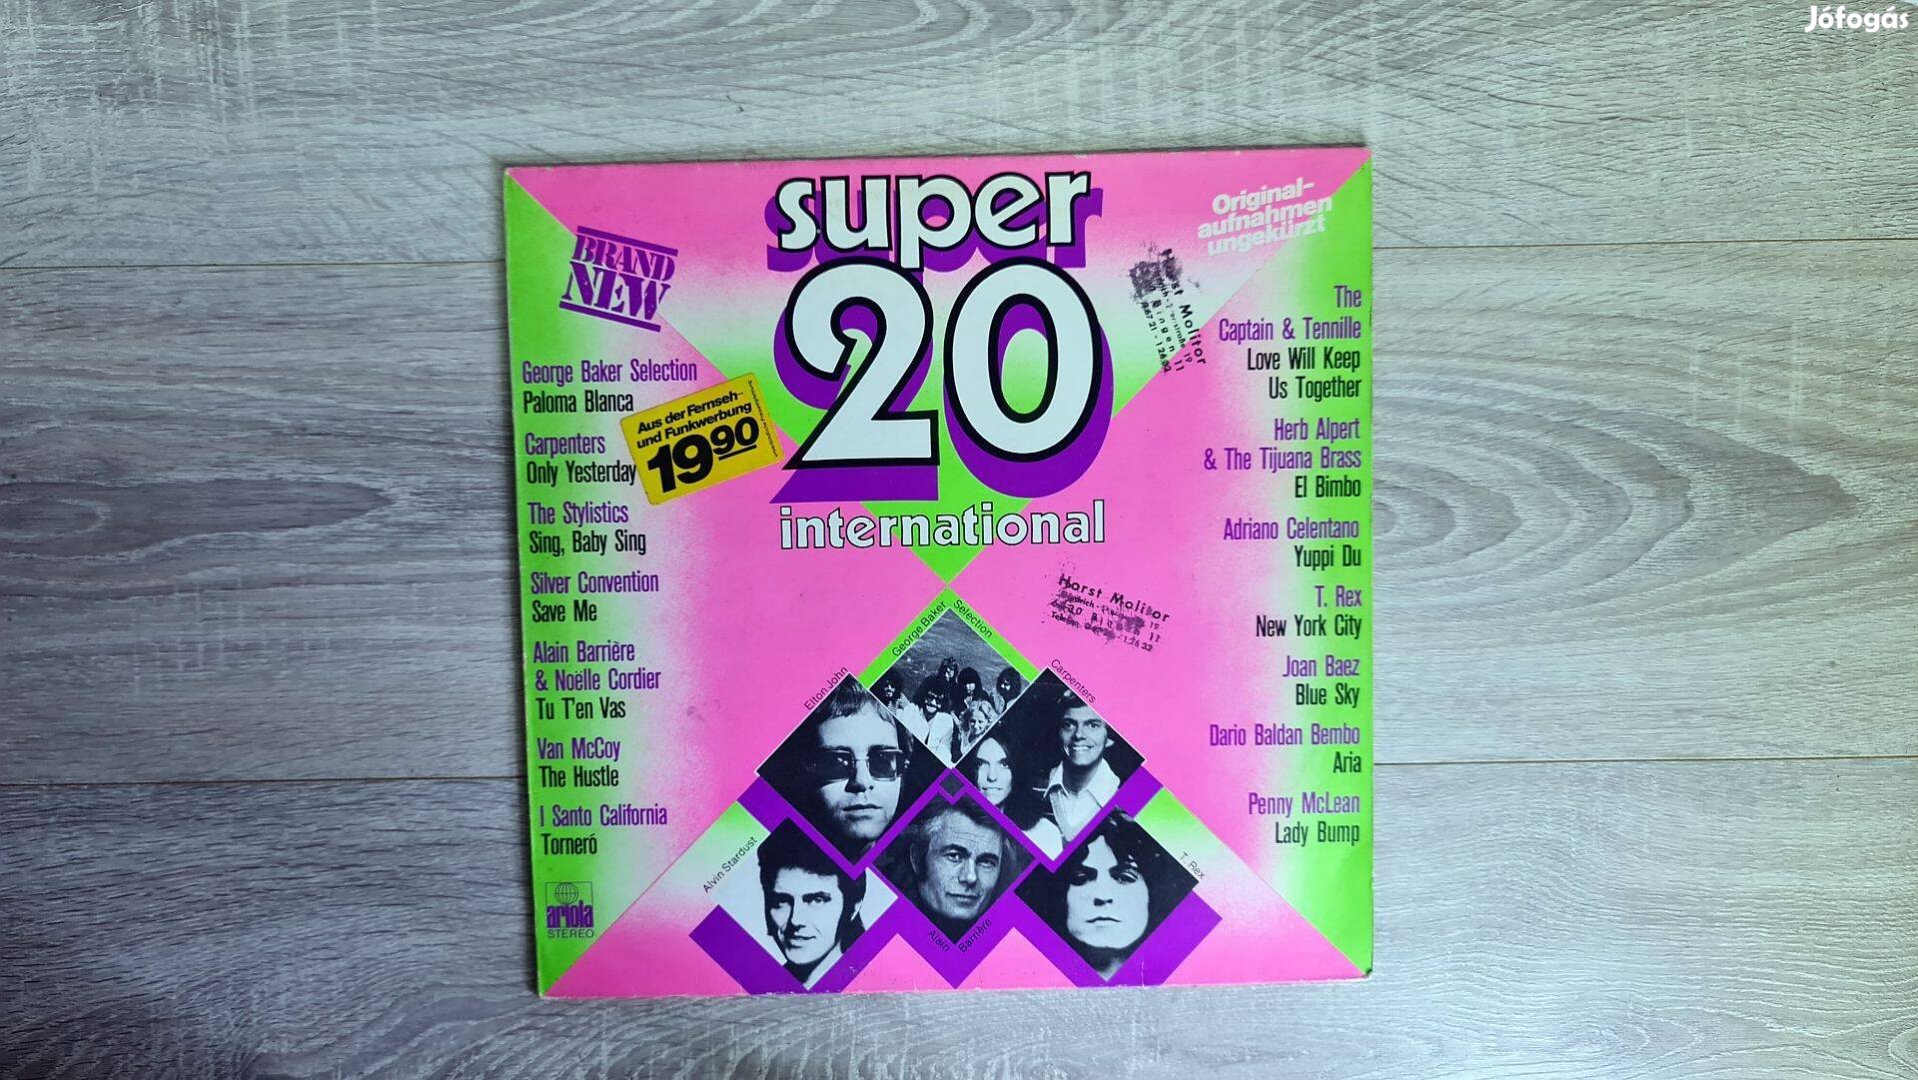 Jófogás
super
20
international
BRAND
NEW
Original-
aufnahmen
ungekürzt
George Baker Selection
Paloma Blanca
Aus der Fernseh-
und Funkwerbung
19 90
Carpenters
Only Yesterday
The Stylistics
Sing, Baby Sing
Silver Convention
Save Me
Alain Barrière
& Noëlle Cordier
Tu T'en Vas
Van McCoy
The Hustle
I Santo California
Torneró
ariola
STEREO
The
Captain & Tennille
Love Will Keep
Us Together
Herb Alpert
& The Tijuana Brass
El Bimbo
Adriano Celentano
Yuppi Du
T. Rex
New York City
Joan Baez
Blue Sky
Dario Baldan Bembo
Aria
Penny McLean
Lady Bump
Molitor
Horst Molitor
George Baker Selection
Elton John
Carpenters
Alvin Stardust
Alain Barrière
T. Rex